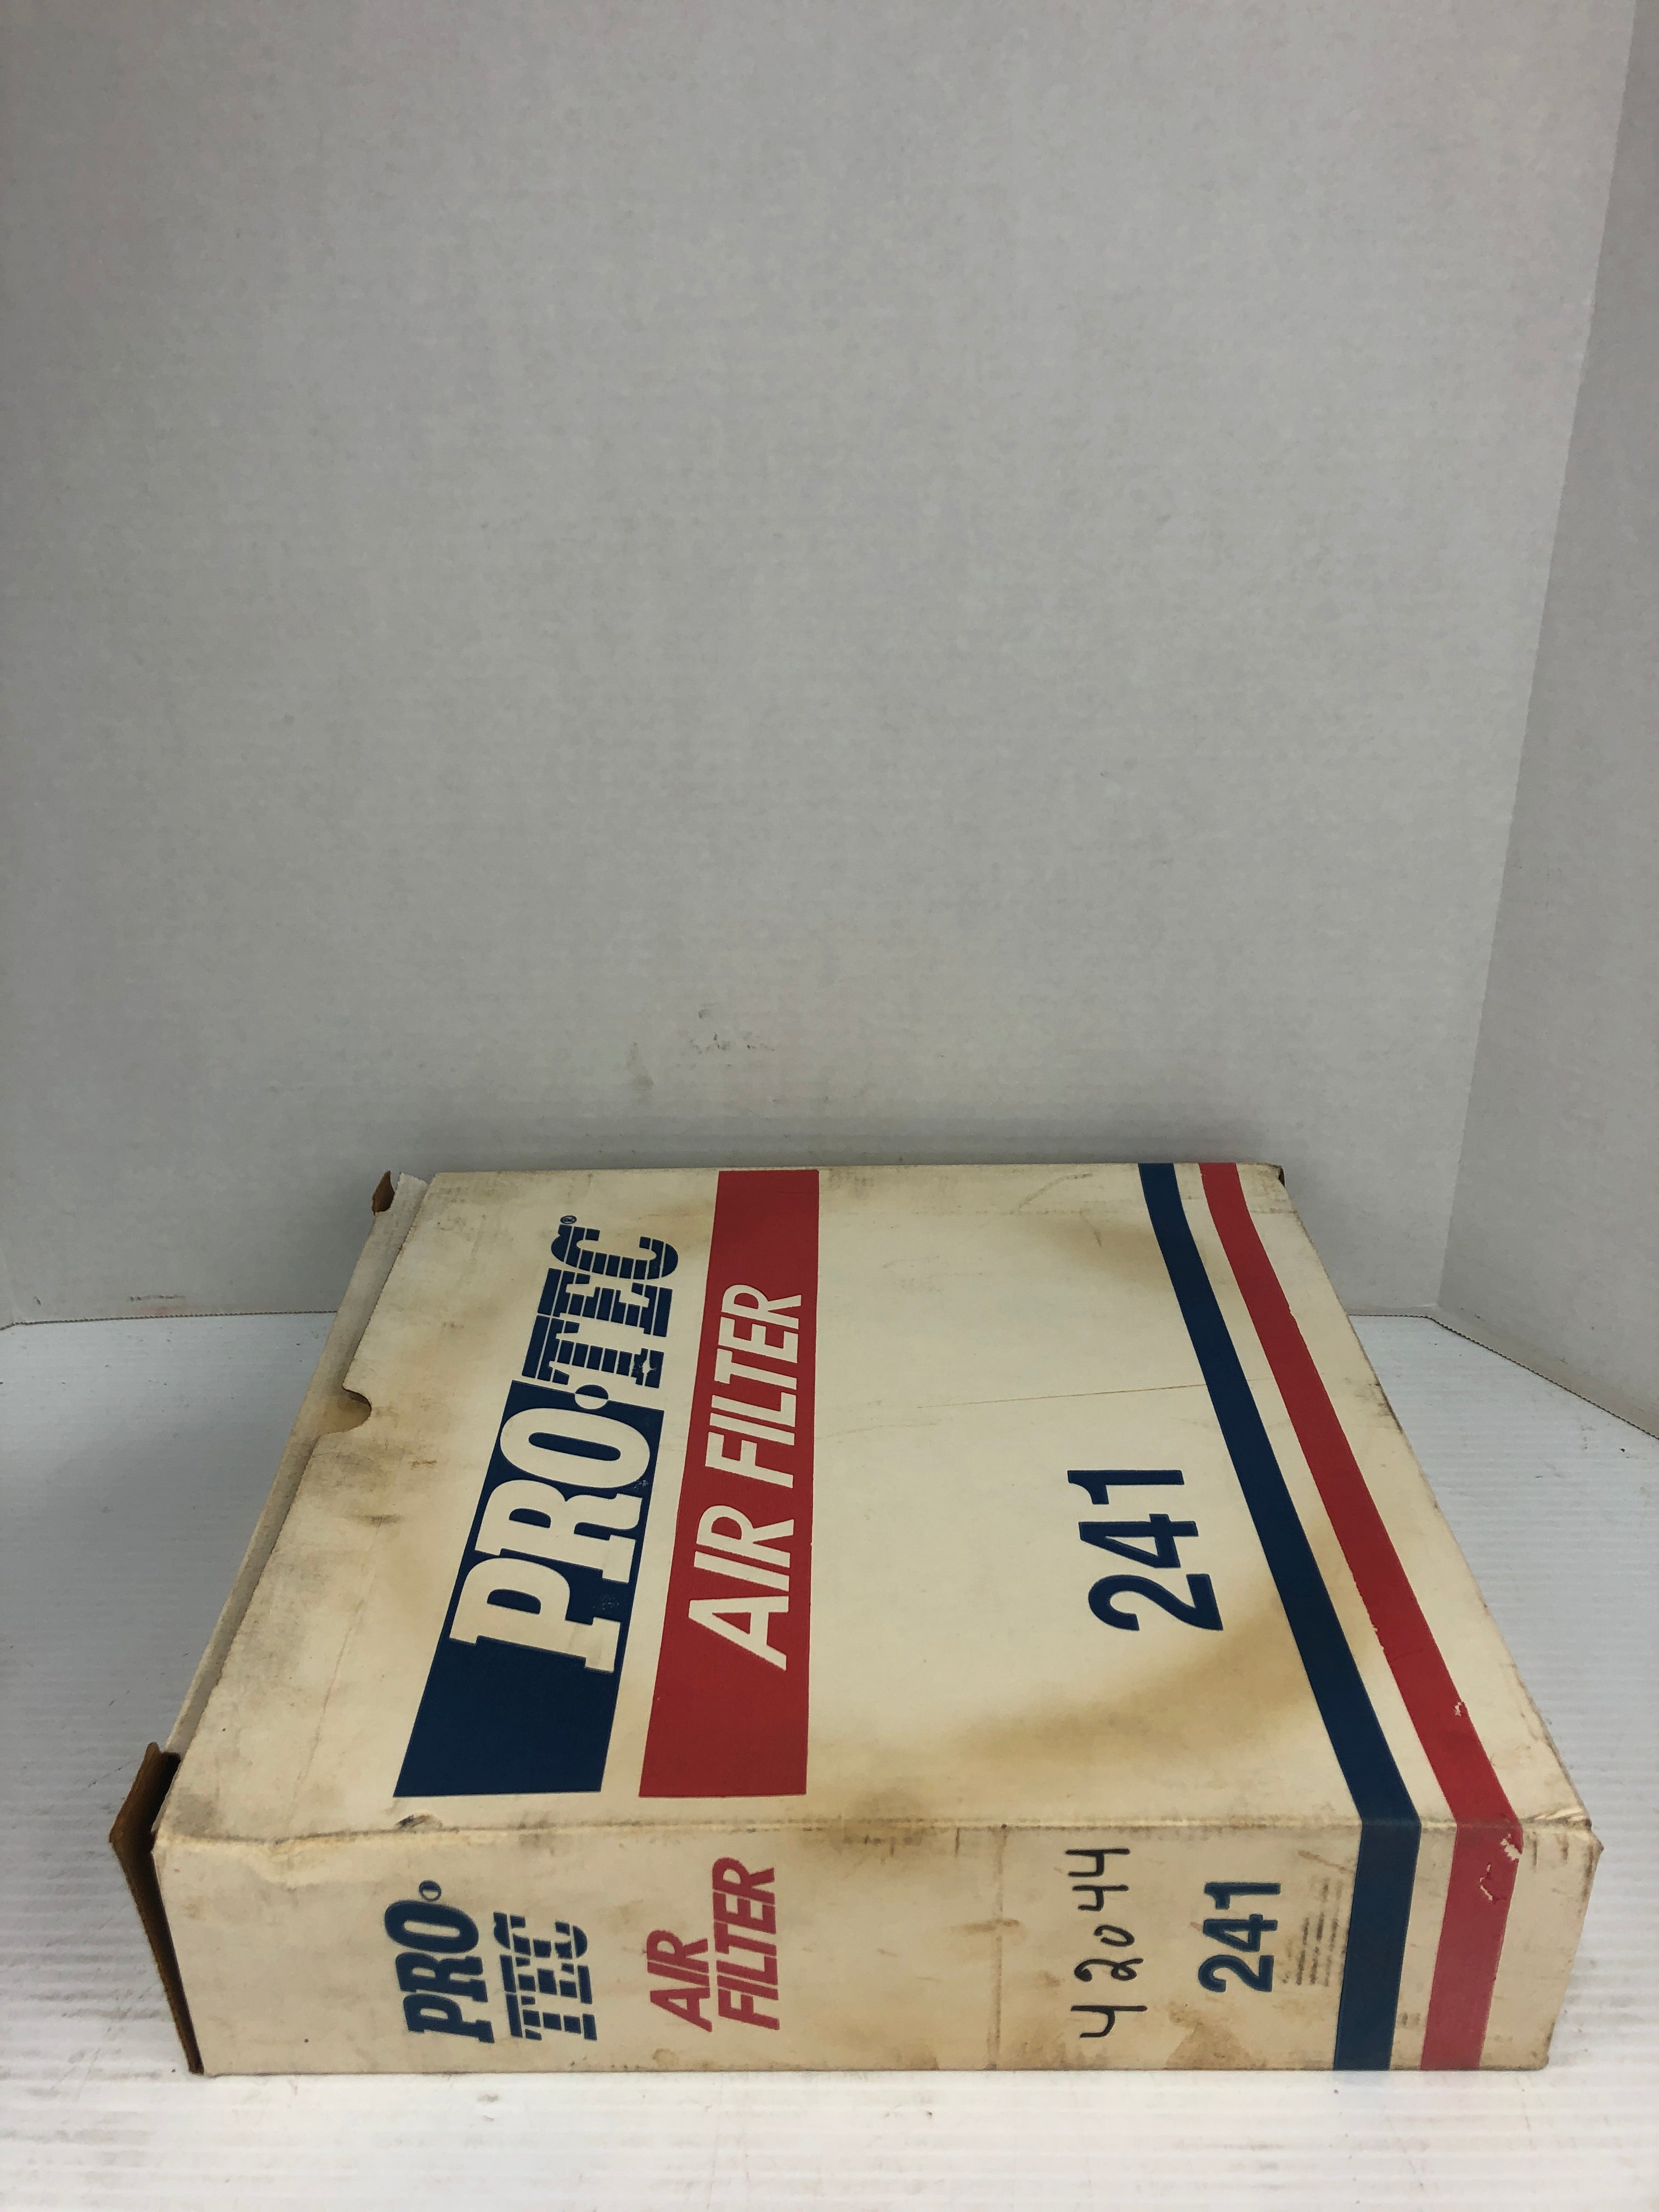 PRO·TEC®
AIR FILTER
241
PRO·
TEC
AIR
FILTER
42044
241